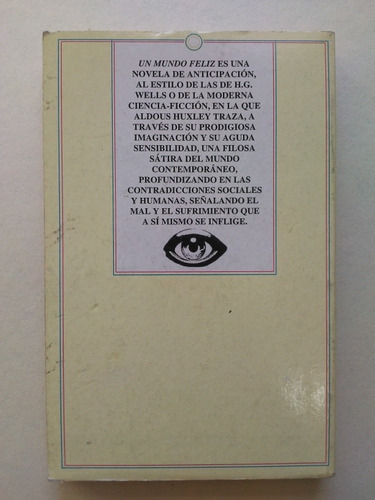 UN MUNDO FELIZ ES UNA
NOVELA DE ANTICIPACIÓN,
AL ESTILO DE LAS DE H.G.
WELLS O DE LA MODERNA
CIENCIA-FICCIÓN, EN LA QUE
ALDOUS HUXLEY TRAZA, A
TRAVÉS DE SU PRODIGIOSA
IMAGINACIÓN Y SU AGUDA
SENSIBILIDAD, UNA FILOSA
SÁTIRA DEL MUNDO
CONTEMPORÁNEO,
PROFUNDIZANDO EN LAS
CONTRADICCIONES SOCIALES
Y HUMANAS, SEÑALANDO EL
MAL Y EL SUFRIMIENTO QUE
A SÍ MISMO SE INFLIGE.